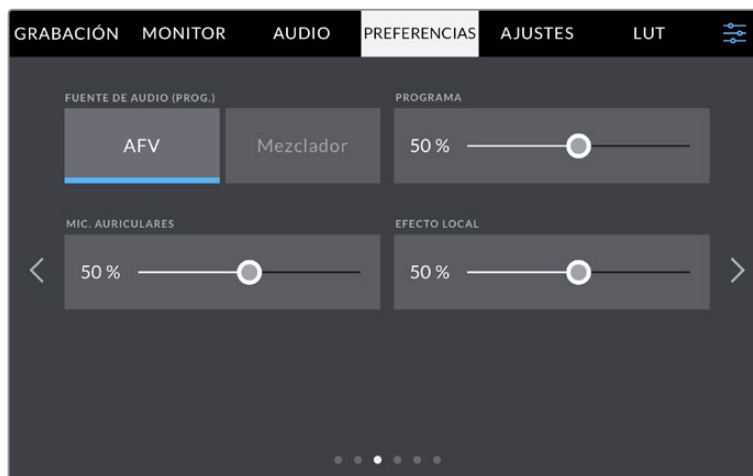 GRABACIÓN MONITOR AUDIO PREFERENCIAS AJUSTES LUT
FUENTE DE AUDIO (PROG.) PROGRAMA
AFV Mezclador 50 %
MIC. AURICULARES EFECTO LOCAL
50 % 50 %